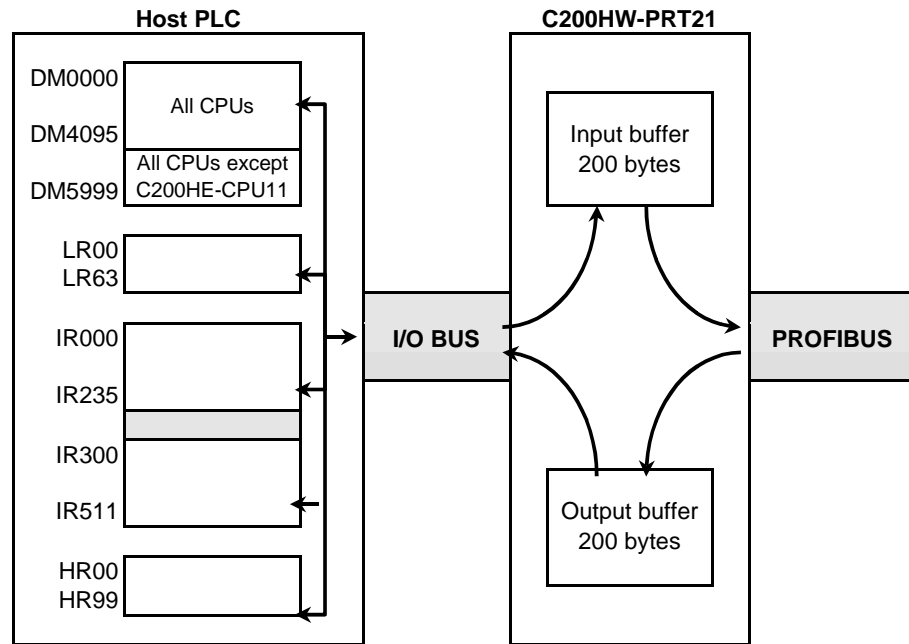 Host PLC
C200HW-PRT21
DM0000
All CPUs
DM4095
All CPUs except
DM5999
C200HE-CPU11
LR00
LR63
IR000
IR235
IR300
IR511
HR00
HR99
I/O BUS
Input buffer
200 bytes
Output buffer
200 bytes
PROFIBUS